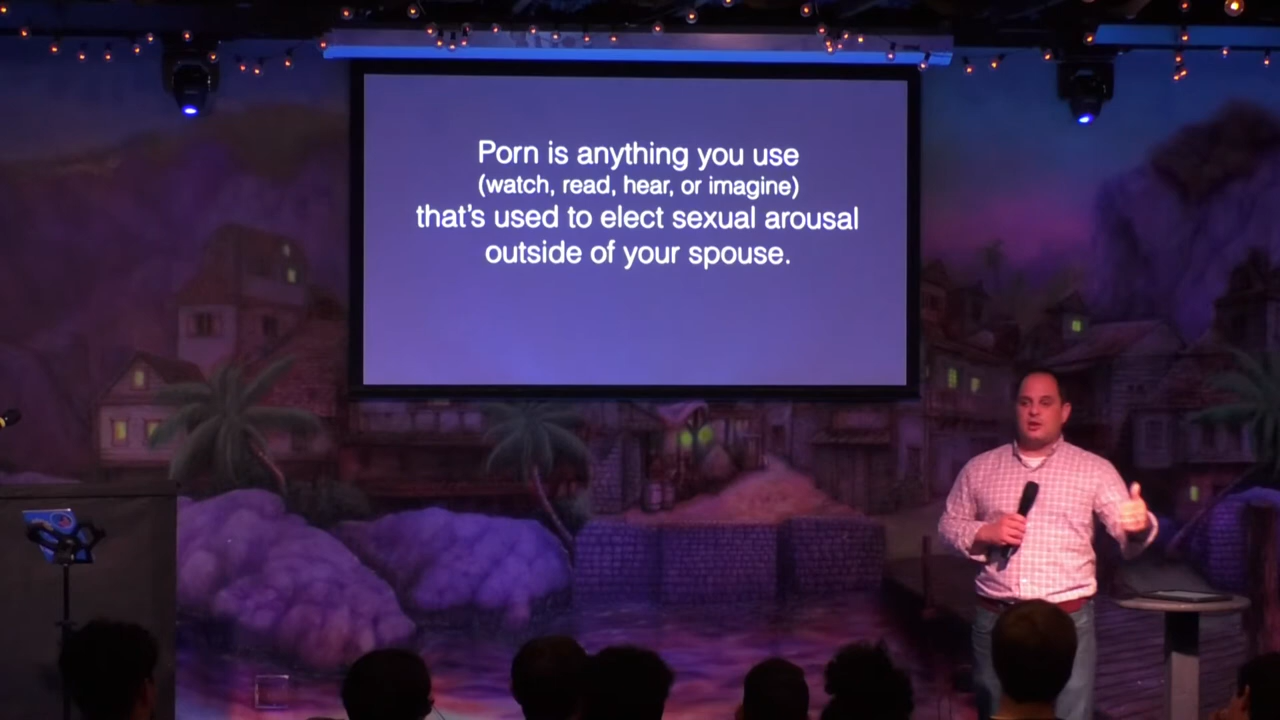 Porn is anything you use
(watch, read, hear, or imagine)
that's used to elect sexual arousal
outside of your spouse.